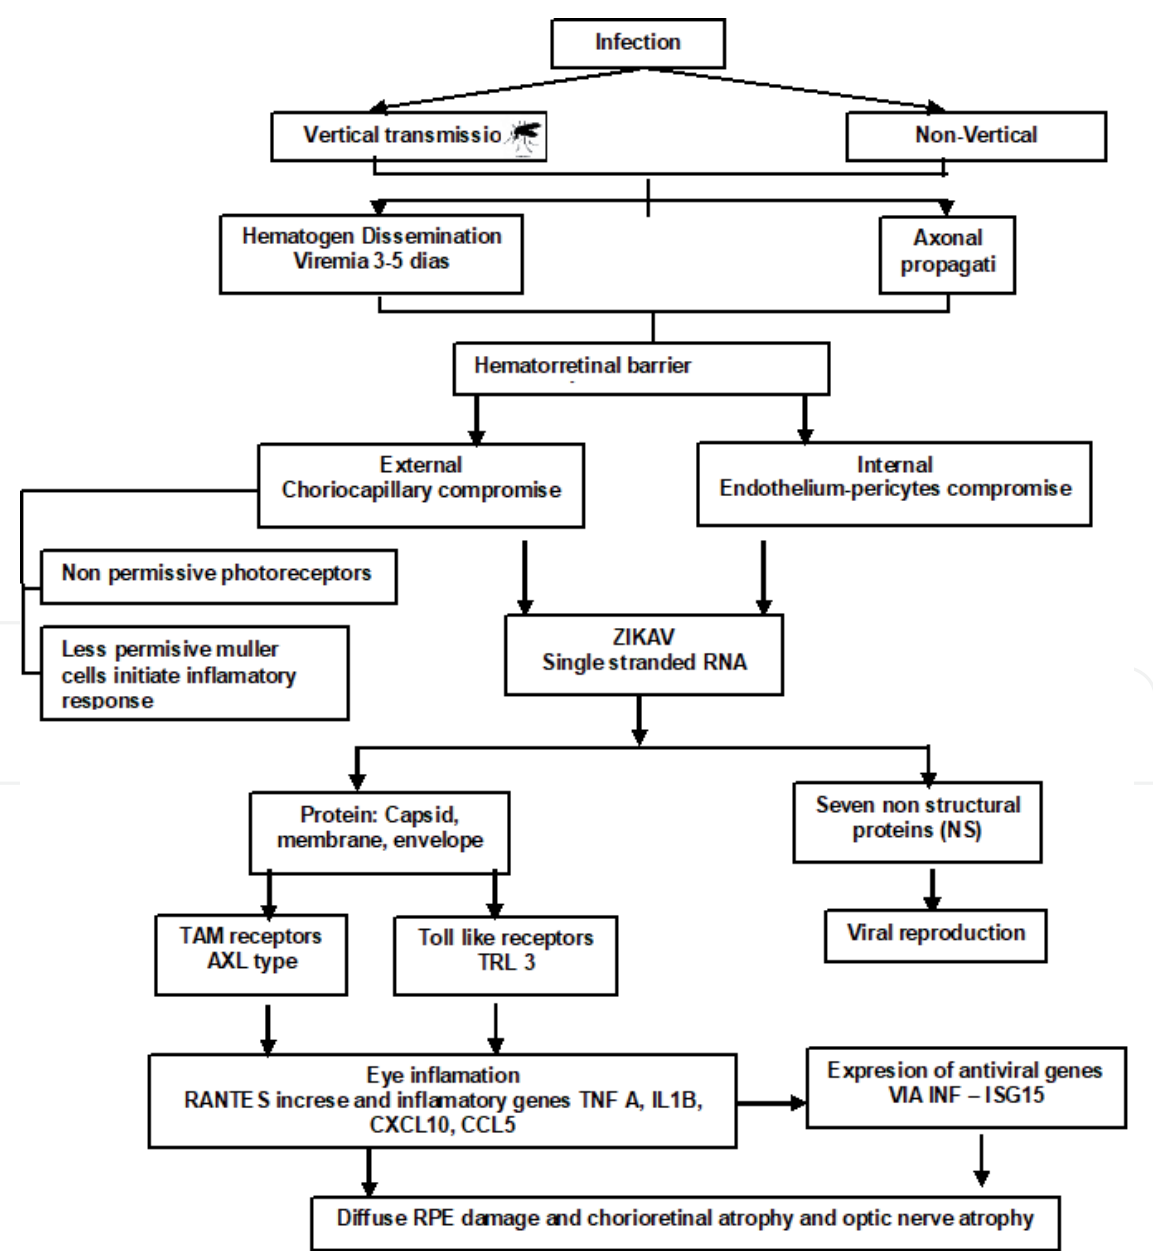 Infection
Vertical transmissio
Non-Vertical
Hematogen Dissemination
Viremia 3-5 dias
Axonal
propagati
Hematorretinal barrier
External
Choriocapillary compromise
Internal
Endothelium-pericytes compromise
Non permissive photoreceptors
Less permisive muller
cells initiate inflamatory
response
ZIKAV
Single stranded RNA
Protein: Capsid,
membrane, envelope
Seven non structural
proteins (NS)
TAM receptors
AXL type
Toll like receptors
TRL 3
Viral reproduction
Eye inflamation
RANTES increse and inflamatory genes TNF A, IL1B,
CXCL10, CCL5
Expresion of antiviral genes
VIA INF – ISG15
Diffuse RPE damage and chorioretinal atrophy and optic nerve atrophy